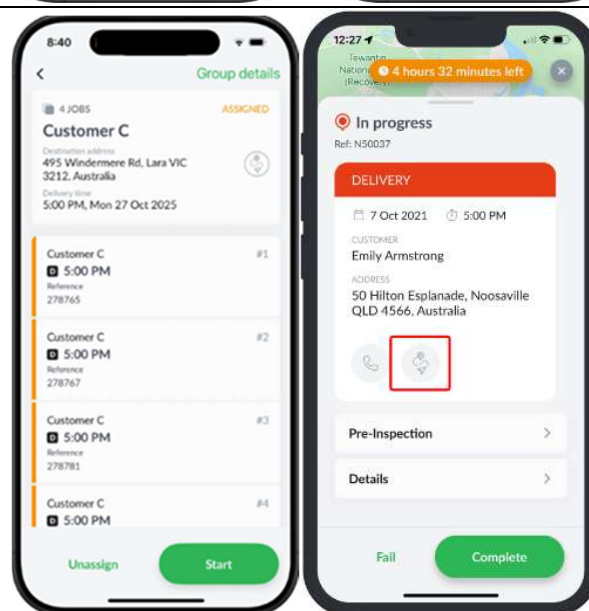 8:40
Group details
4 JOBS
ASSIGNED
Customer C
Destination address
495 Windermere Rd, Lara VIC
3212, Australia
Delivery time
5:00 PM, Mon 27 Oct 2025
Customer C
#1
D 5:00 PM
Reference
278765
Customer C
#2
D 5:00 PM
Reference
278767
Customer C
#3
D 5:00 PM
Reference
278781
Customer C
#4
D 5:00 PM
Unassign
Start
12:27
Tewantin
Nation
(Recovery)
4 hours 32 minutes left
In progress
Ref: N50037
DELIVERY
7 Oct 2021
5:00 PM
CUSTOMER
Emily Armstrong
ADDRESS
50 Hilton Esplanade, Noosaville
QLD 4566, Australia
Pre-Inspection
Details
Fail
Complete